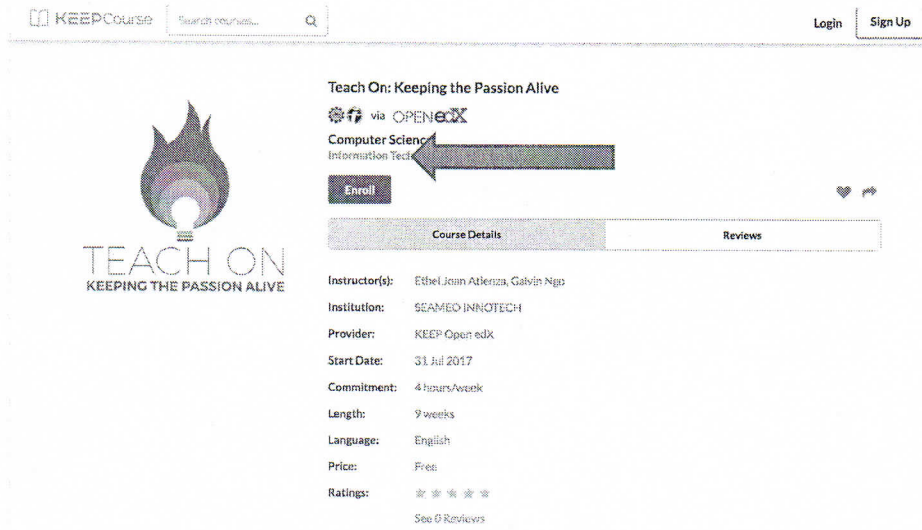 KEEPCourse
Search courses...
Login
Sign Up
Teach On: Keeping the Passion Alive
via OPENedX
Computer Science
Information Tech
Enroll
TEACH ON
KEEPING THE PASSION ALIVE
Course Details
Reviews
Instructor(s): Ethel Joan Atienza, Galvin Ngo
Institution: SEAMEO INNOTECH
Provider: KEEP Open edX
Start Date: 31 Jul 2017
Commitment: 4 hours/week
Length: 9 weeks
Language: English
Price: Free
Ratings:
See 0 Reviews